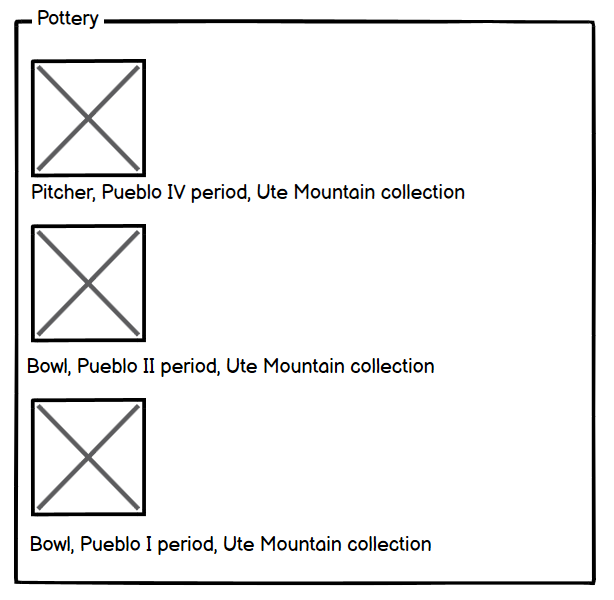 Pottery
Pitcher, Pueblo IV period, Ute Mountain collection
Bowl, Pueblo II period, Ute Mountain collection
Bowl, Pueblo I period, Ute Mountain collection